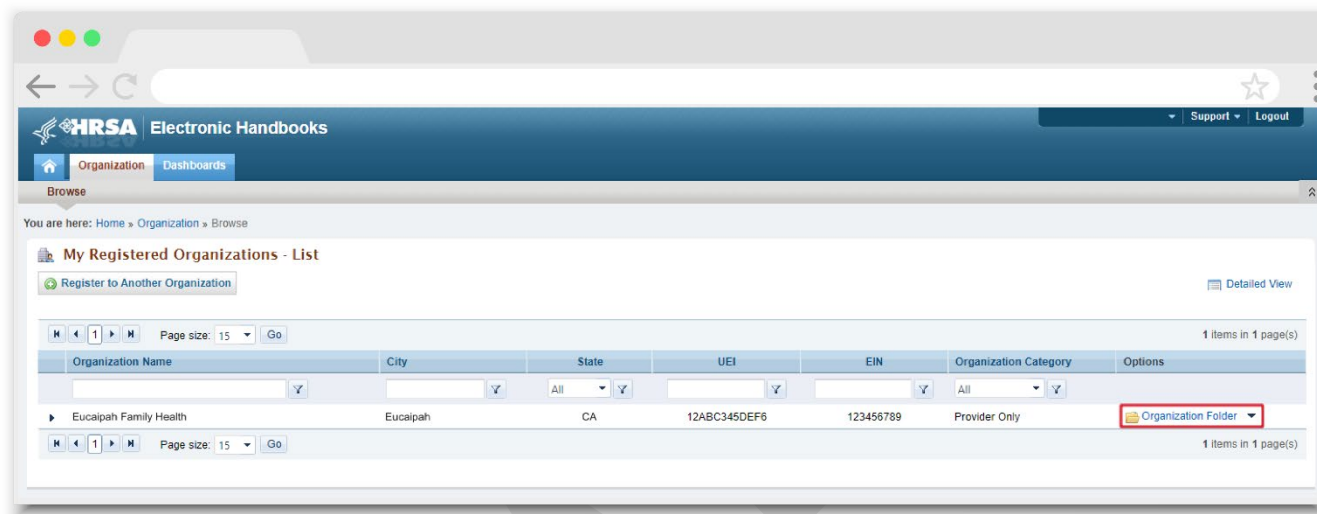 HRSA Electronic Handbooks
Support Logout
Organization Dashboards
Browse
You are here: Home » Organization » Browse
My Registered Organizations - List
Register to Another Organization Detailed View
1 Page size: 15 Go 1 items in 1 page(s)
Organization Name City State UEI EIN Organization Category Options
All All
Eucaipah Family Health Eucaipah CA 12ABC345DEF6 123456789 Provider Only Organization Folder
1 Page size: 15 Go 1 items in 1 page(s)